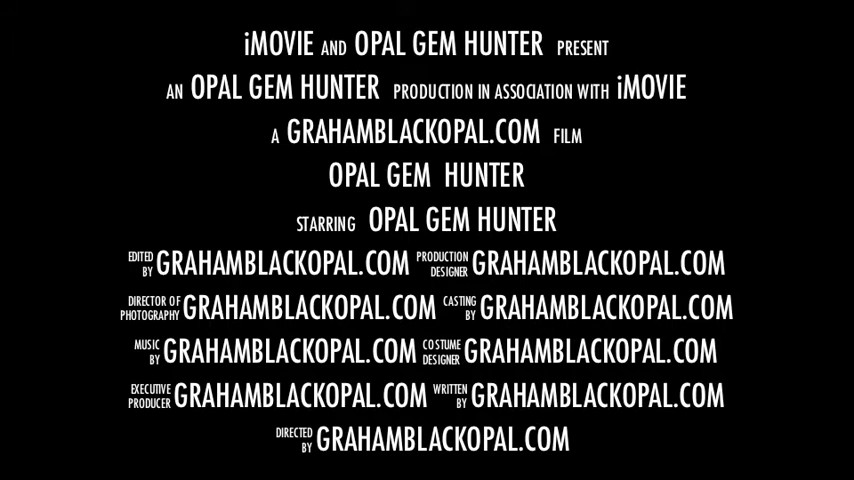 iMOVIE AND OPAL GEM HUNTER PRESENT
AN OPAL GEM HUNTER PRODUCTION IN ASSOCIATION WITH iMOVIE
A GRAHAMBLACKOPAL.COM FILM
OPAL GEM HUNTER
STARRING OPAL GEM HUNTER
EDITED BY GRAHAMBLACKOPAL.COM PRODUCTION DESIGNER GRAHAMBLACKOPAL.COM
DIRECTOR OF PHOTOGRAPHY GRAHAMBLACKOPAL.COM CASTING BY GRAHAMBLACKOPAL.COM
MUSIC BY GRAHAMBLACKOPAL.COM COSTUME DESIGNER GRAHAMBLACKOPAL.COM
EXECUTIVE PRODUCER GRAHAMBLACKOPAL.COM WRITTEN BY GRAHAMBLACKOPAL.COM
DIRECTED BY GRAHAMBLACKOPAL.COM